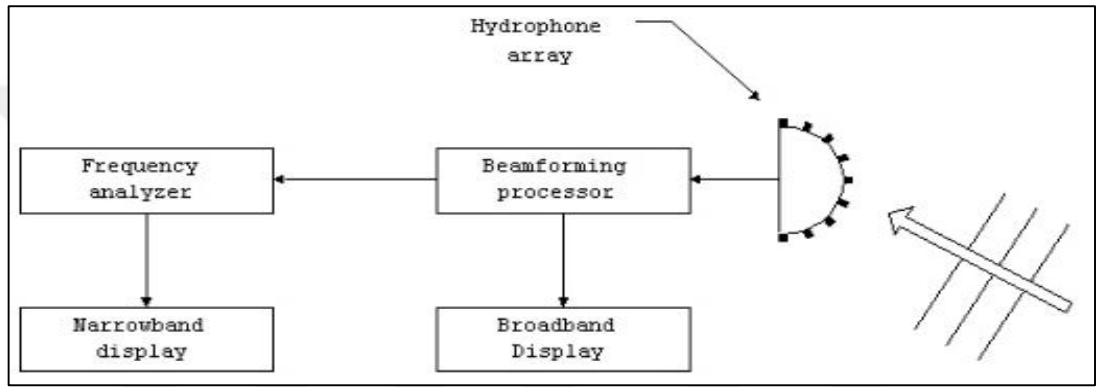 Hydrophone
array
Frequency
analyzer
Beamforming
processor
Narrowband
display
Broadband
Display